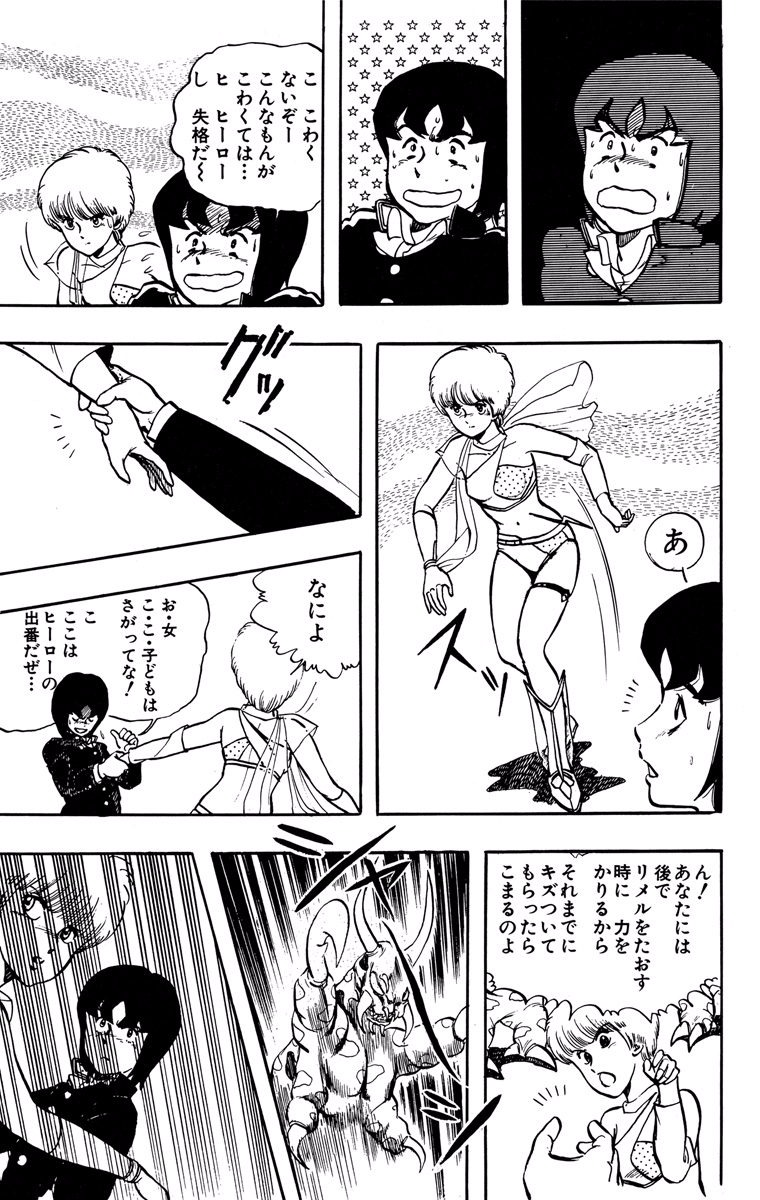 こ　こわく
ないぞー
こんなもんが
こわくては…
ヒ　ヒーロー
し　失格だ〜
あ
ズッ
グッ
なによ
お・女
こ・こ・子どもは
さがってな！
こ
ここは
ヒーローの
出番だぜ…
ん！
あなたには
後で
リメルをたおす
時に　力を
かりるから
それまでに
キズついて
もらったら
こまるのよ
シャー